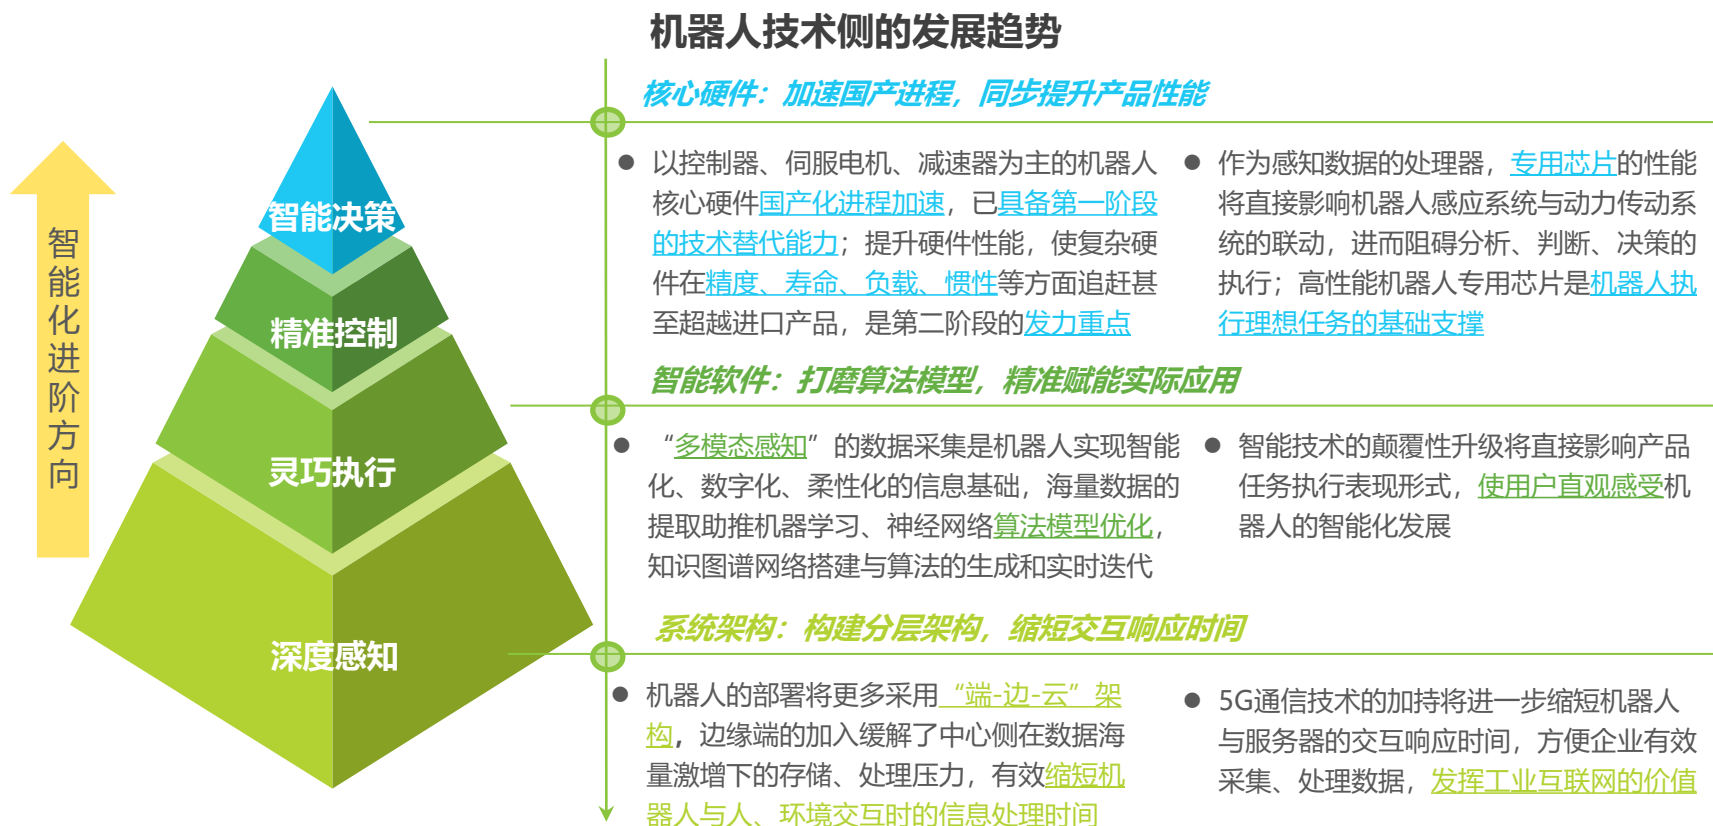 机器人技术侧的发展趋势
智能化进阶方向
智能决策
精准控制
灵巧执行
深度感知
核心硬件：加速国产进程，同步提升产品性能
● 以控制器、伺服电机、减速器为主的机器人
核心硬件国产化进程加速，已具备第一阶段
的技术替代能力；提升硬件性能，使复杂硬
件在精度、寿命、负载、惯性等方面追赶甚
至超越进口产品，是第二阶段的发力重点
● 作为感知数据的处理器，专用芯片的性能
将直接影响机器人感应系统与动力传动系
统的联动，进而阻碍分析、判断、决策的
执行；高性能机器人专用芯片是机器人执
行理想任务的基础支撑
智能软件：打磨算法模型，精准赋能实际应用
● “多模态感知”的数据采集是机器人实现智能
化、数字化、柔性化的信息基础，海量数据的
提取助推机器学习、神经网络算法模型优化，
知识图谱网络搭建与算法的生成和实时迭代
● 智能技术的颠覆性升级将直接影响产品
任务执行表现形式，使用户直观感受机
器人的智能化发展
系统架构：构建分层架构，缩短交互响应时间
● 机器人的部署将更多采用“端-边-云”架
构，边缘端的加入缓解了中心侧在数据海
量激增下的存储、处理压力，有效缩短机
器人与人、环境交互时的信息处理时间
● 5G通信技术的加持将进一步缩短机器人
与服务器的交互响应时间，方便企业有效
采集、处理数据，发挥工业互联网的价值